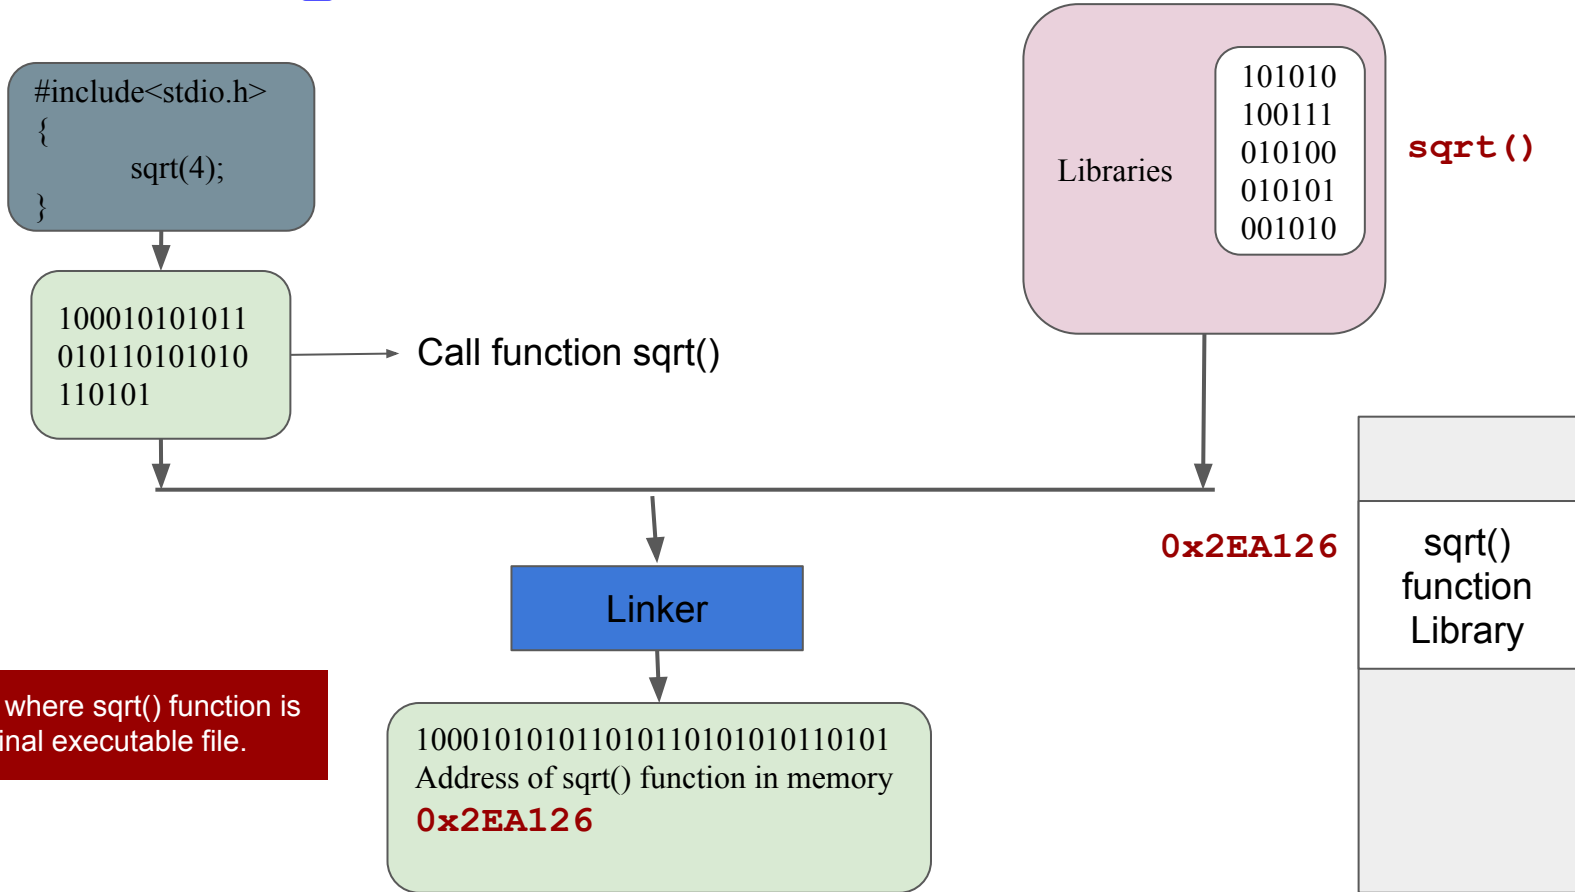 #include<stdio.h>
{
sqrt(4);
}
100010101011
010110101010
110101
Call function sqrt()
Libraries
101010
100111
010100
010101
001010
sqrt()
Linker
0x2EA126
sqrt()
function
Library
where sqrt() function is
inal executable file.
100010101011010110101010110101
Address of sqrt() function in memory
0x2EA126